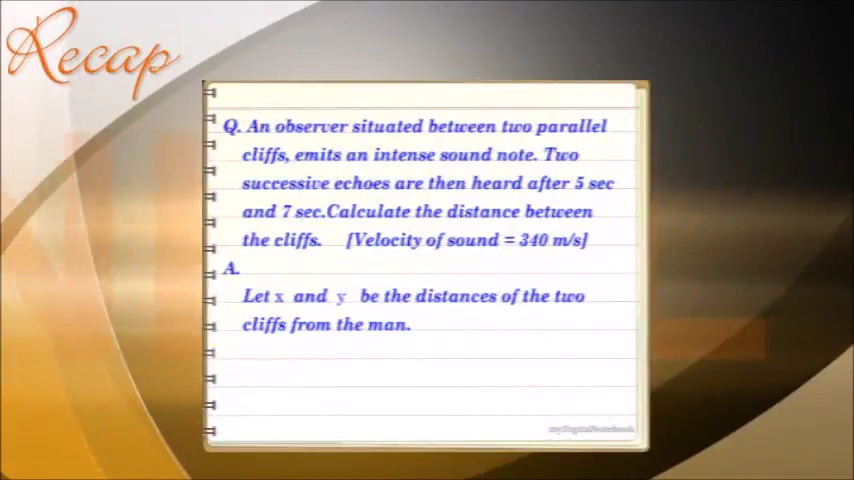 Recap
Q. An observer situated between two parallel
cliffs, emits an intense sound note. Two
successive echoes are then heard after 5 sec
and 7 sec.Calculate the distance between
the cliffs. [Velocity of sound = 340 m/s]
A.
Let x and y be the distances of the two
cliffs from the man.
myDigitalNotebook